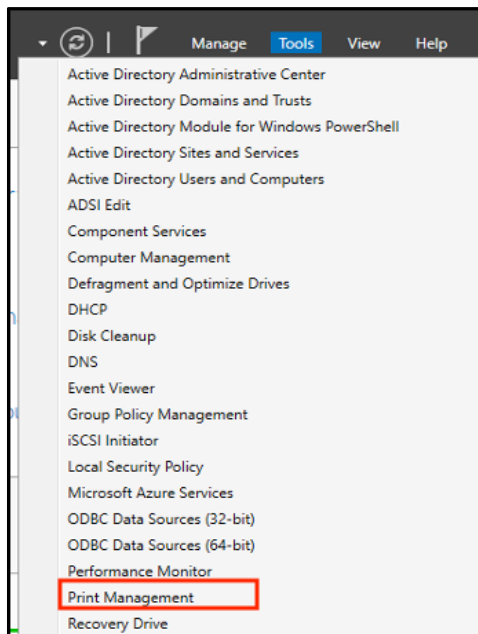 Manage Tools View Help
Active Directory Administrative Center
Active Directory Domains and Trusts
Active Directory Module for Windows PowerShell
Active Directory Sites and Services
Active Directory Users and Computers
ADSI Edit
Component Services
Computer Management
Defragment and Optimize Drives
DHCP
Disk Cleanup
DNS
Event Viewer
Group Policy Management
iSCSI Initiator
Local Security Policy
Microsoft Azure Services
ODBC Data Sources (32-bit)
ODBC Data Sources (64-bit)
Performance Monitor
Print Management
Recovery Drive